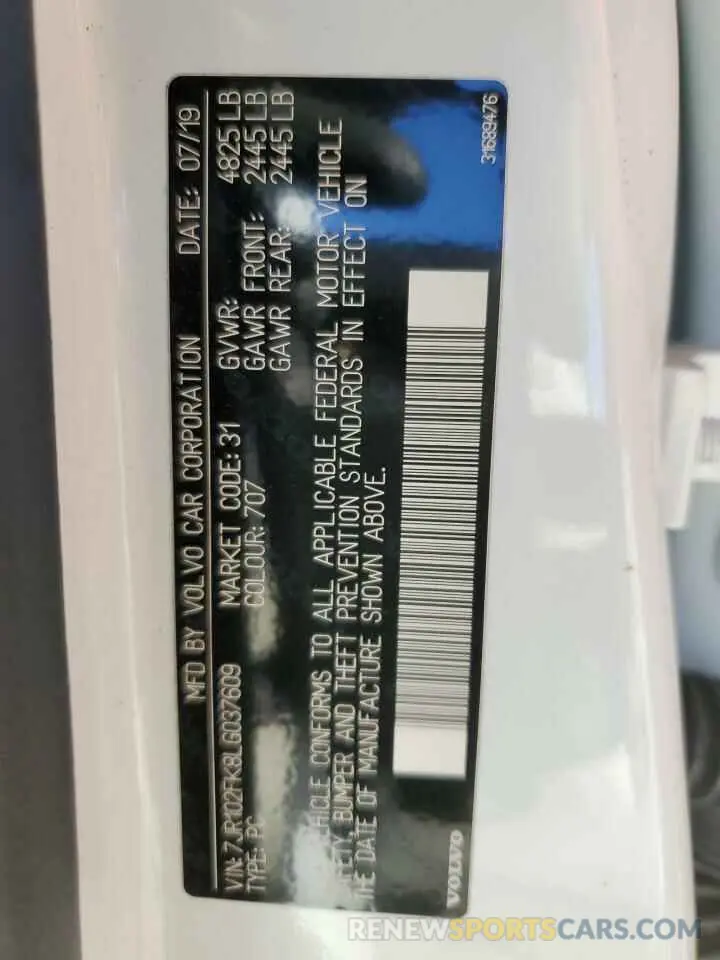 MFD BY VOLVO CAR CORPORATION DATE: 07/19
VIN: 7JR102FK8LG037609 MARKET CODE: 31 GVWR: 4825 LB
TYPE: PC COLOUR: 707 GAWR FRONT: 2445 LB
GAWR REAR: 2445 LB
VEHICLE CONFORMS TO ALL APPLICABLE FEDERAL MOTOR VEHICLE
BUMPER AND THEFT PREVENTION STANDARDS IN EFFECT ON
THE DATE OF MANUFACTURE SHOWN ABOVE.
VOLVO
31689476
RENEWSPORTSCARS.COM